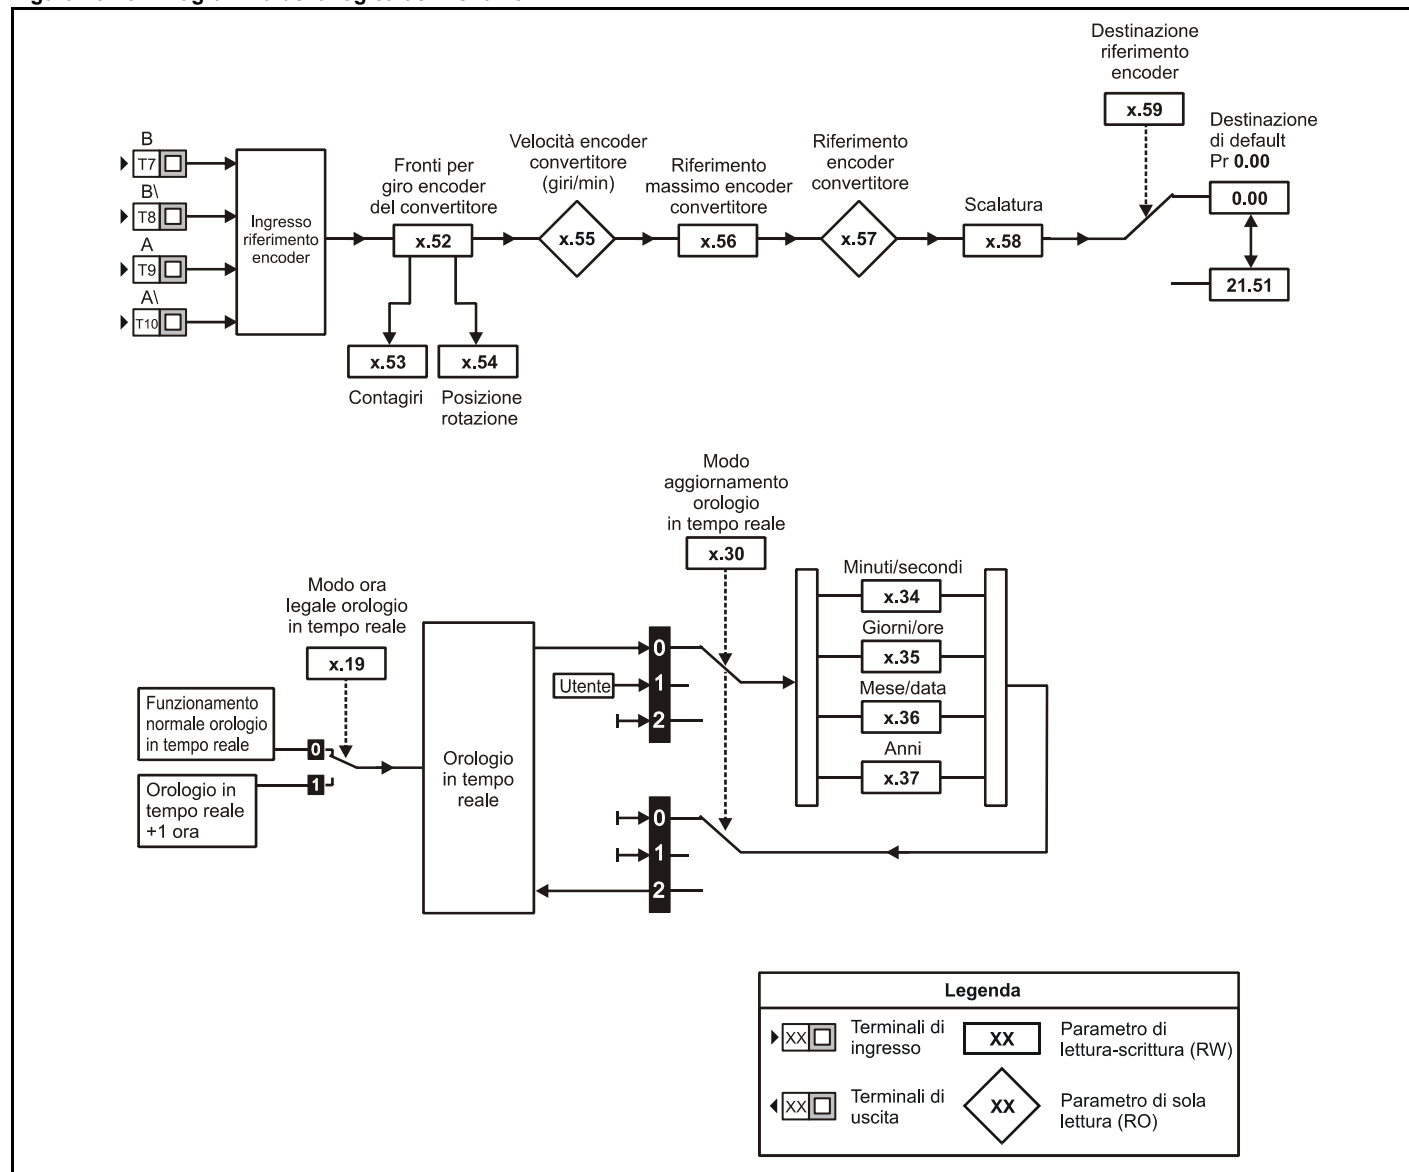 Destinazione
riferimento
encoder
x.59
Destinazione
di default
Pr 0.00
0.00
21.51
B
T7
B\
T8
A
T9
A\
T10
Ingresso
riferimento
encoder
Fronti per
giro encoder
del convertitore
x.52
Velocità encoder
convertitore
(giri/min)
x.55
Riferimento
massimo encoder
convertitore
x.56
Riferimento
encoder
convertitore
x.57
Scalatura
x.58
x.53
Contagiri
x.54
Posizione
rotazione
Modo
aggiornamento
orologio
in tempo reale
x.30
Modo ora
legale orologio
in tempo reale
x.19
Funzionamento
normale orologio
in tempo reale
0
1
Orologio in
tempo reale
+1 ora
Orologio
in tempo
reale
0
Utente
1
2
0
1
2
Minuti/secondi
x.34
Giorni/ore
x.35
Mese/data
x.36
Anni
x.37
Legenda
XX
Terminali di
ingresso
XX
Parametro di
lettura-scrittura (RW)
XX
Terminali di
uscita
XX
Parametro di sola
lettura (RO)